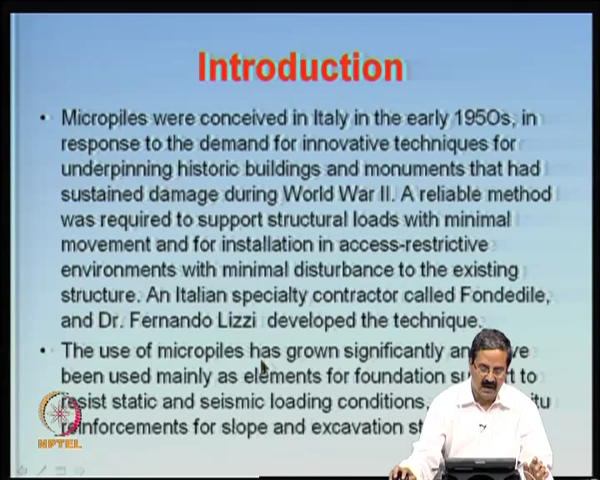 Introduction
• Micropiles were conceived in Italy in the early 1950s, in
response to the demand for innovative techniques for
underpinning historic buildings and monuments that had
sustained damage during World War II. A reliable method
was required to support structural loads with minimal
movement and for installation in access-restrictive
environments with minimal disturbance to the existing
structure. An Italian specialty contractor called Fondedile,
and Dr. Fernando Lizzi developed the technique.
• The use of micropiles has grown significantly
been used mainly as elements for foundation to
resist static and seismic loading conditions,
reinforcements for slope and excavation
NPTEL